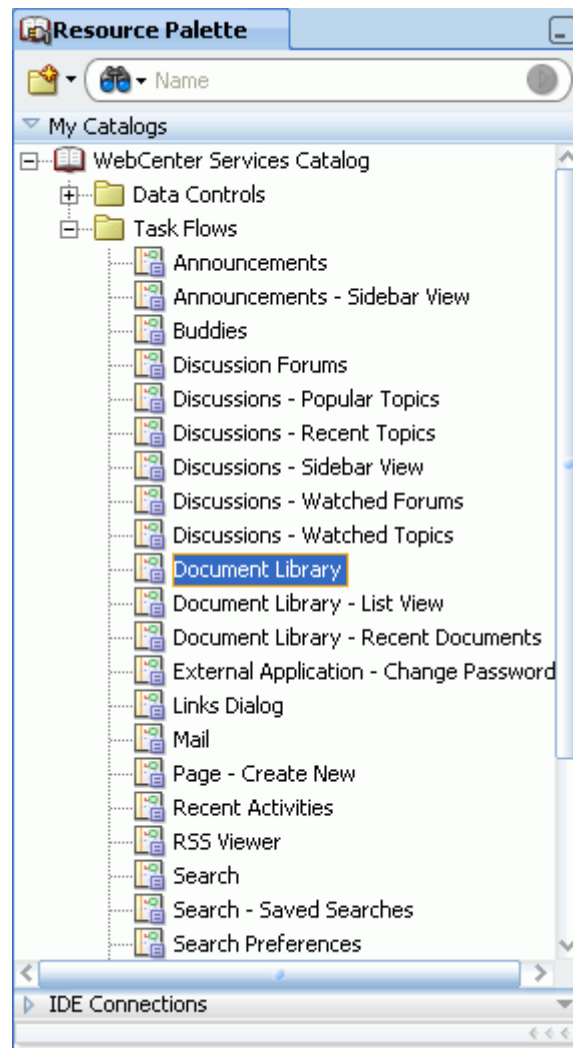 Resource Palette
Name
My Catalogs
WebCenter Services Catalog
Data Controls
Task Flows
Announcements
Announcements - Sidebar View
Buddies
Discussion Forums
Discussions - Popular Topics
Discussions - Recent Topics
Discussions - Sidebar View
Discussions - Watched Forums
Discussions - Watched Topics
Document Library
Document Library - List View
Document Library - Recent Documents
External Application - Change Password
Links Dialog
Mail
Page - Create New
Recent Activities
RSS Viewer
Search
Search - Saved Searches
Search Preferences
IDE Connections